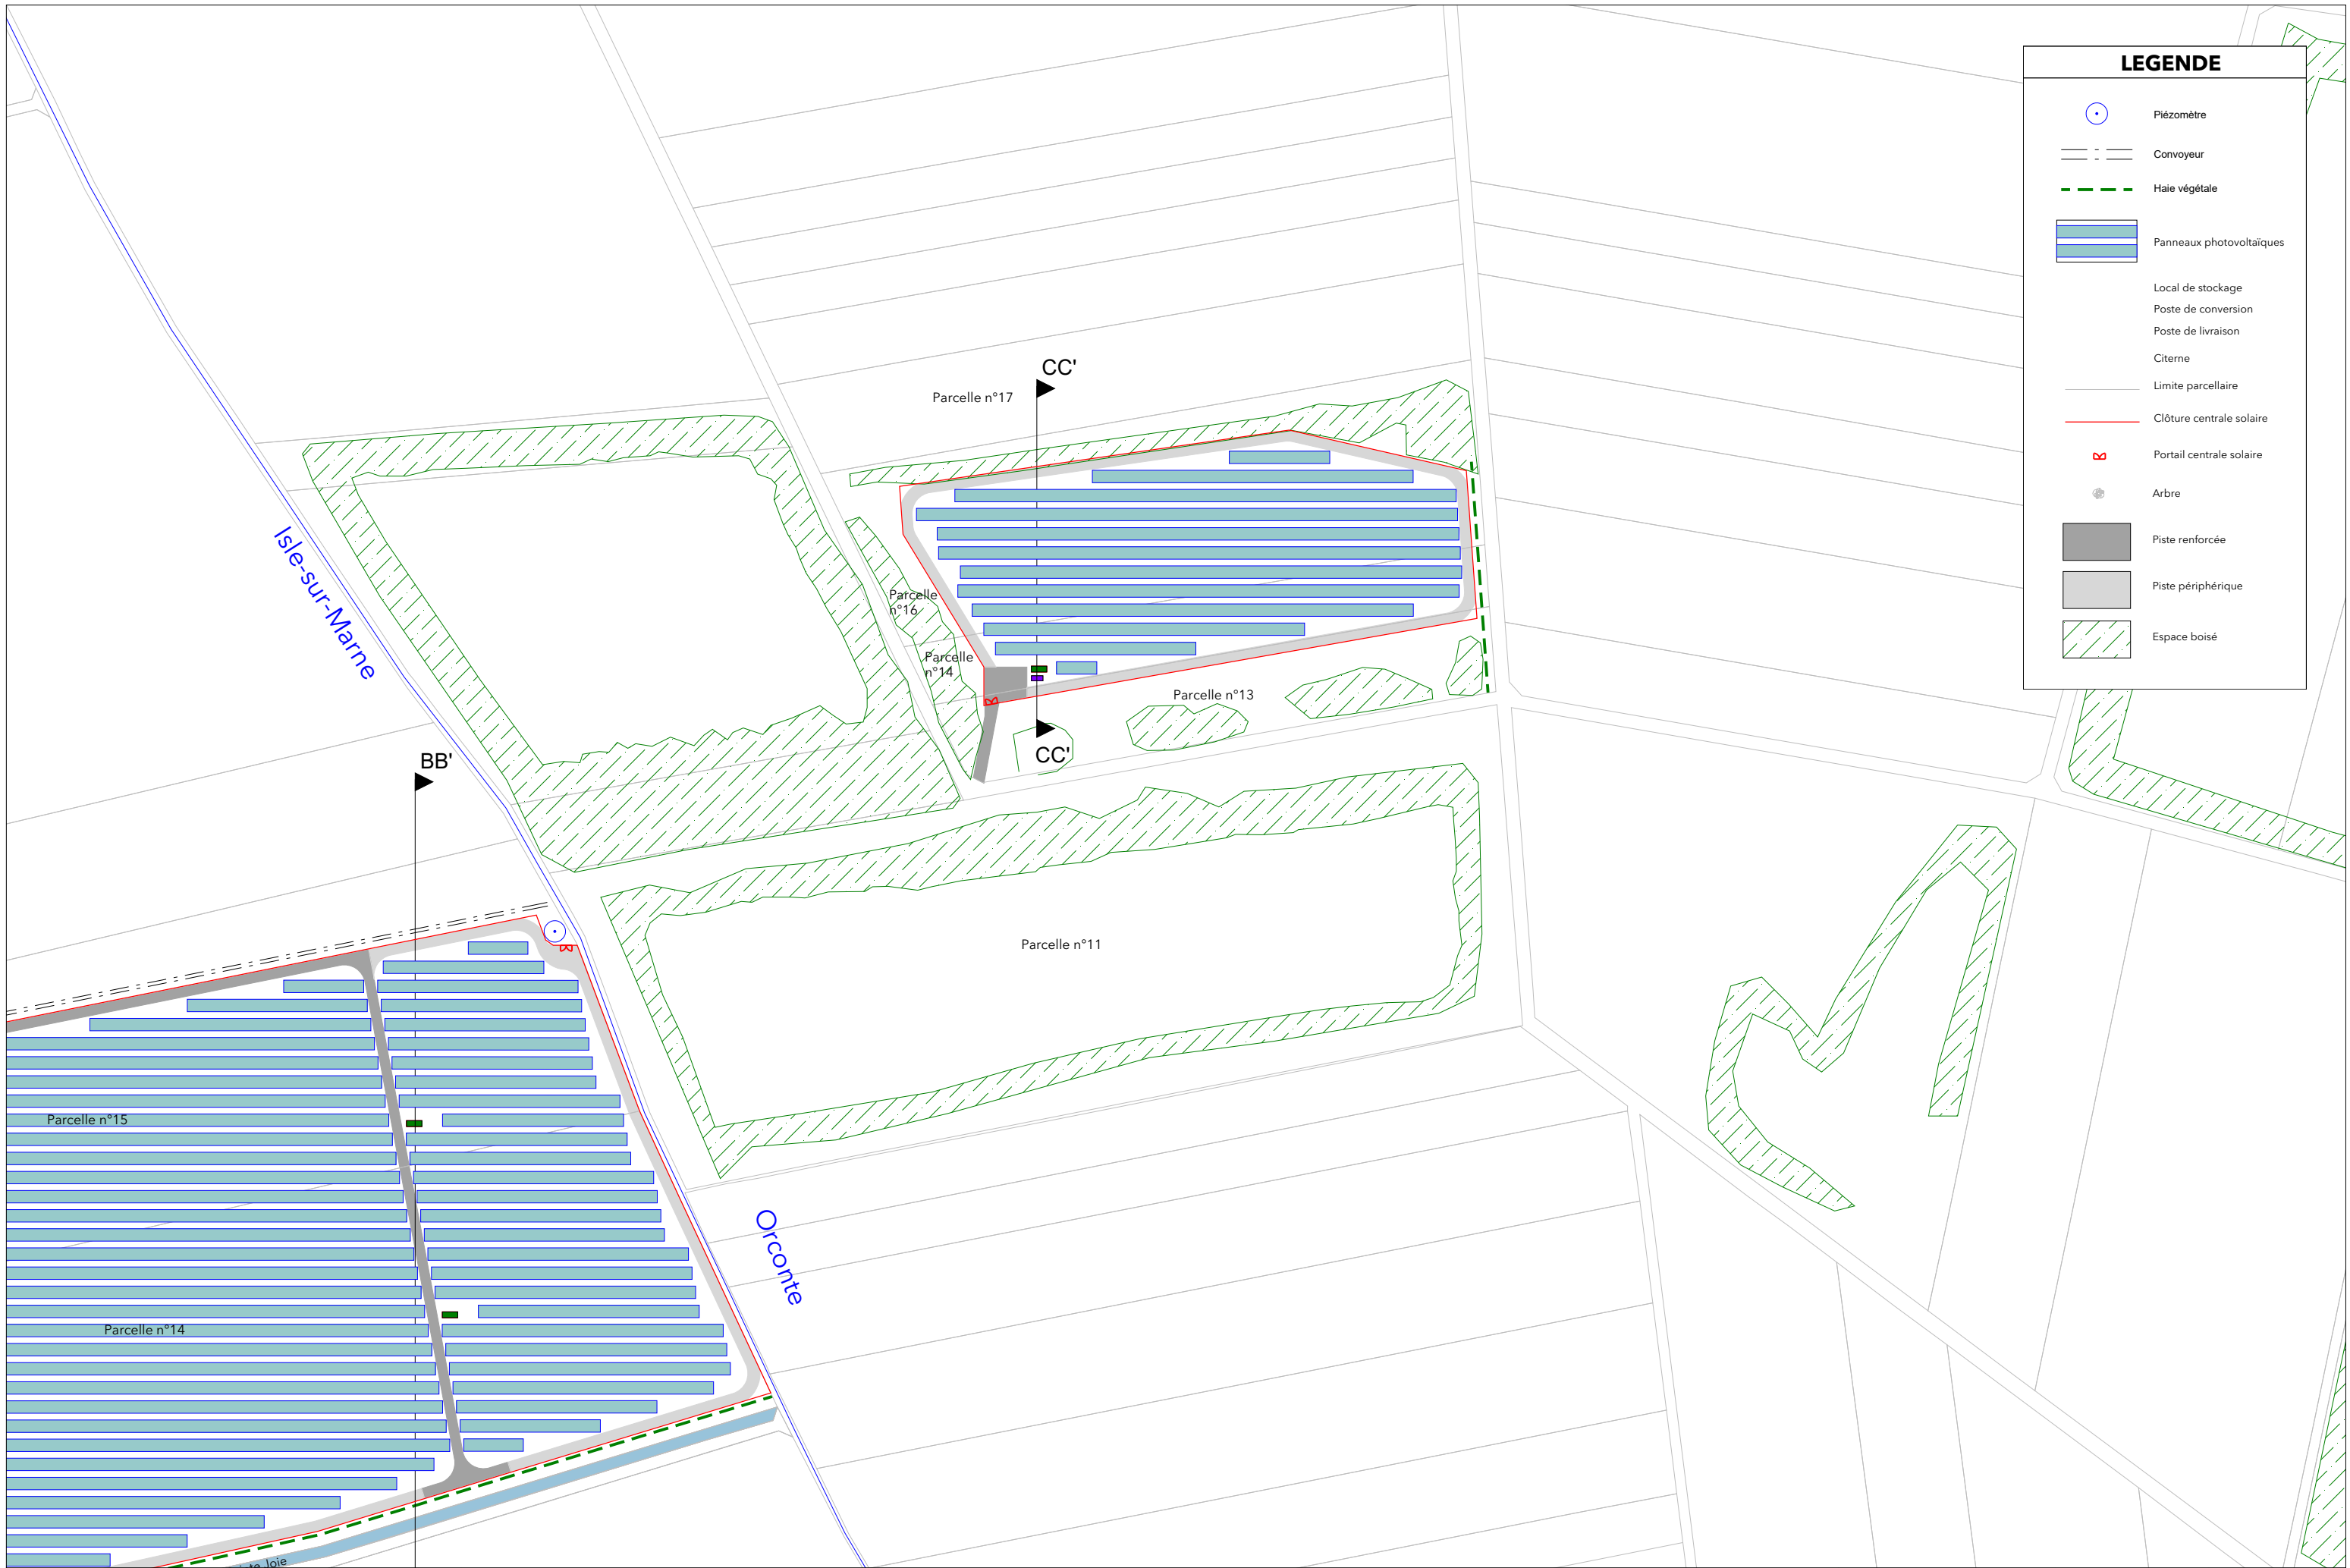 LEGENDE
Piézomètre
Convoyeur
Haie végétale
Panneaux photovoltaïques
Local de stockage
Poste de conversion
Poste de livraison
Citerne
Limite parcellaire
Clôture centrale solaire
Portail centrale solaire
Arbre
Piste renforcée
Piste périphérique
Espace boisé
CC'
Parcelle n°17
Isle-sur-Marne
Parcelle
n°16
Parcelle
n°14
Parcelle n°13
CC'
BB'
Parcelle n°11
Parcelle n°15
Orconte
Parcelle n°14
Joie